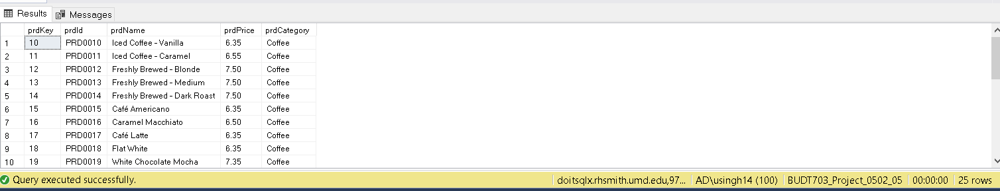 Results Messages
prdKey prdId prdName prdPrice prdCategory
1 10 PRD0010 Iced Coffee - Vanilla 6.35 Coffee
2 11 PRD0011 Iced Coffee - Caramel 6.55 Coffee
3 12 PRD0012 Freshly Brewed - Blonde 7.50 Coffee
4 13 PRD0013 Freshly Brewed - Medium 7.50 Coffee
5 14 PRD0014 Freshly Brewed - Dark Roast 7.50 Coffee
6 15 PRD0015 Café Americano 6.35 Coffee
7 16 PRD0016 Caramel Macchiato 6.50 Coffee
8 17 PRD0017 Café Latte 6.35 Coffee
9 18 PRD0018 Flat White 6.35 Coffee
10 19 PRD0019 White Chocolate Mocha 7.35 Coffee
Query executed successfully. doitsqlx.rhsmith.umd.edu,97... AD\usingh14 (100) BUDT703_Project_0502_05 00:00:00 25 rows